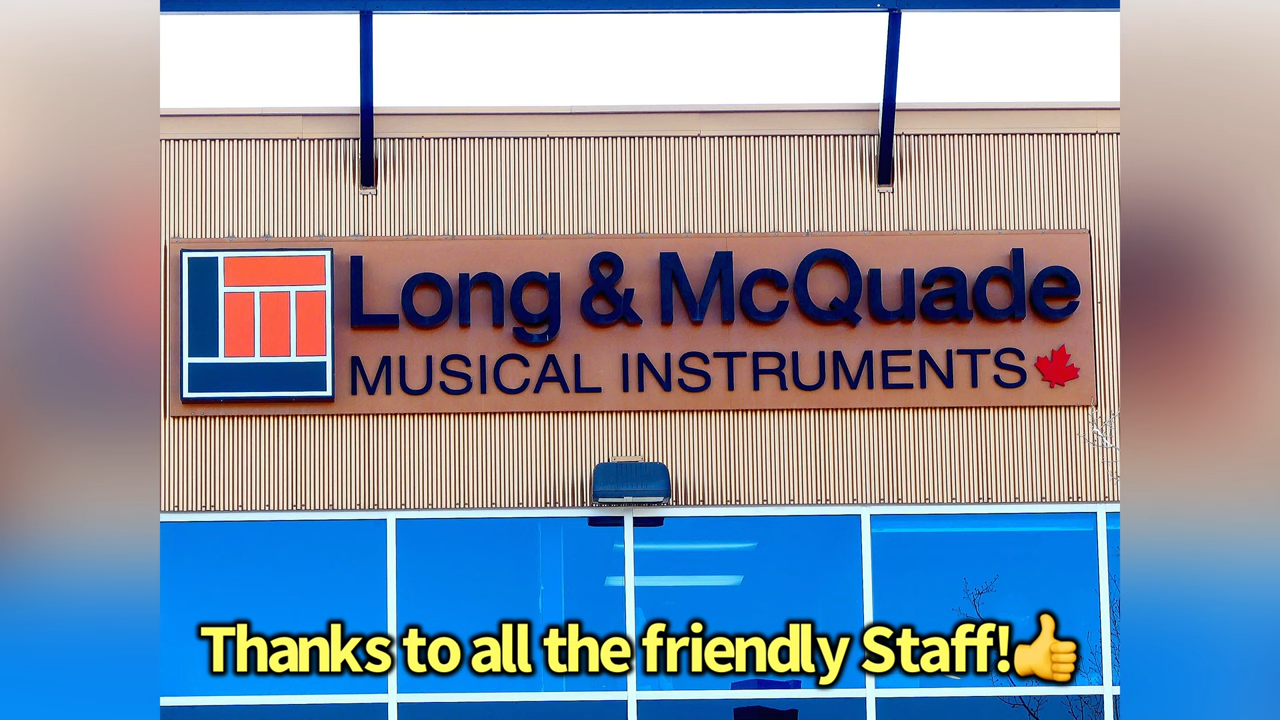 Long & McQuade
MUSICAL INSTRUMENTS
Thanks to all the friendly Staff!👍